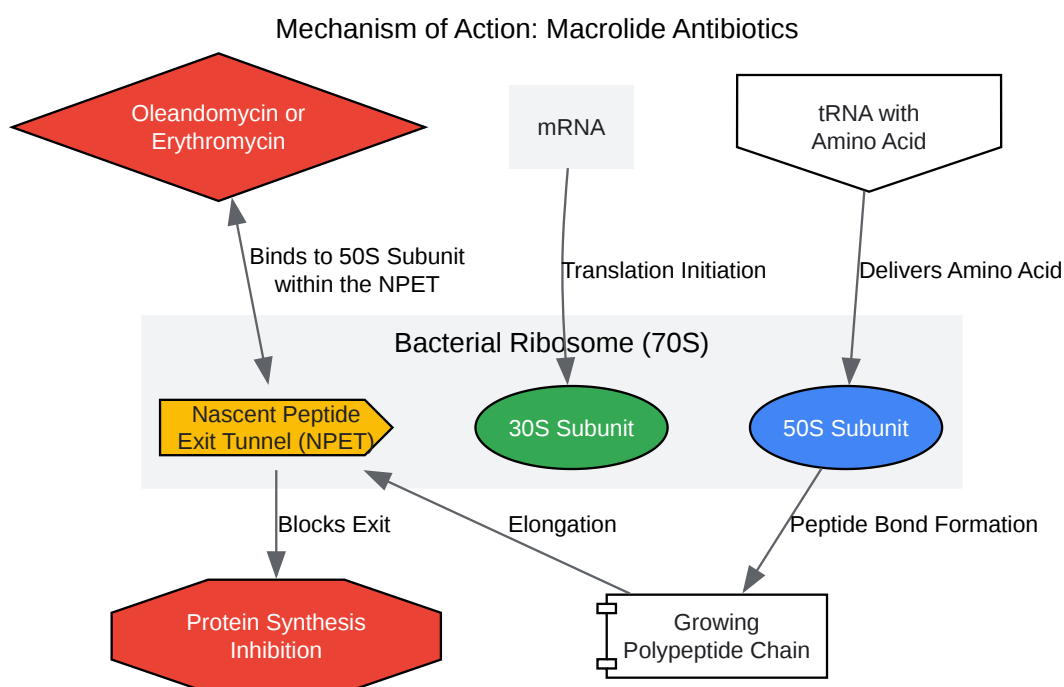 Mechanism of Action: Macrolide Antibiotics
Oleandomycin or
Erythromycin
mRNA
tRNA with
Amino Acid
Binds to 50S Subunit
within the NPET
Translation Initiation
Delivers Amino Acid
Bacterial Ribosome (70S)
Nascent Peptide
Exit Tunnel (NPET)
30S Subunit
50S Subunit
Blocks Exit
Elongation
Peptide Bond Formation
Protein Synthesis
Inhibition
Growing
Polypeptide Chain